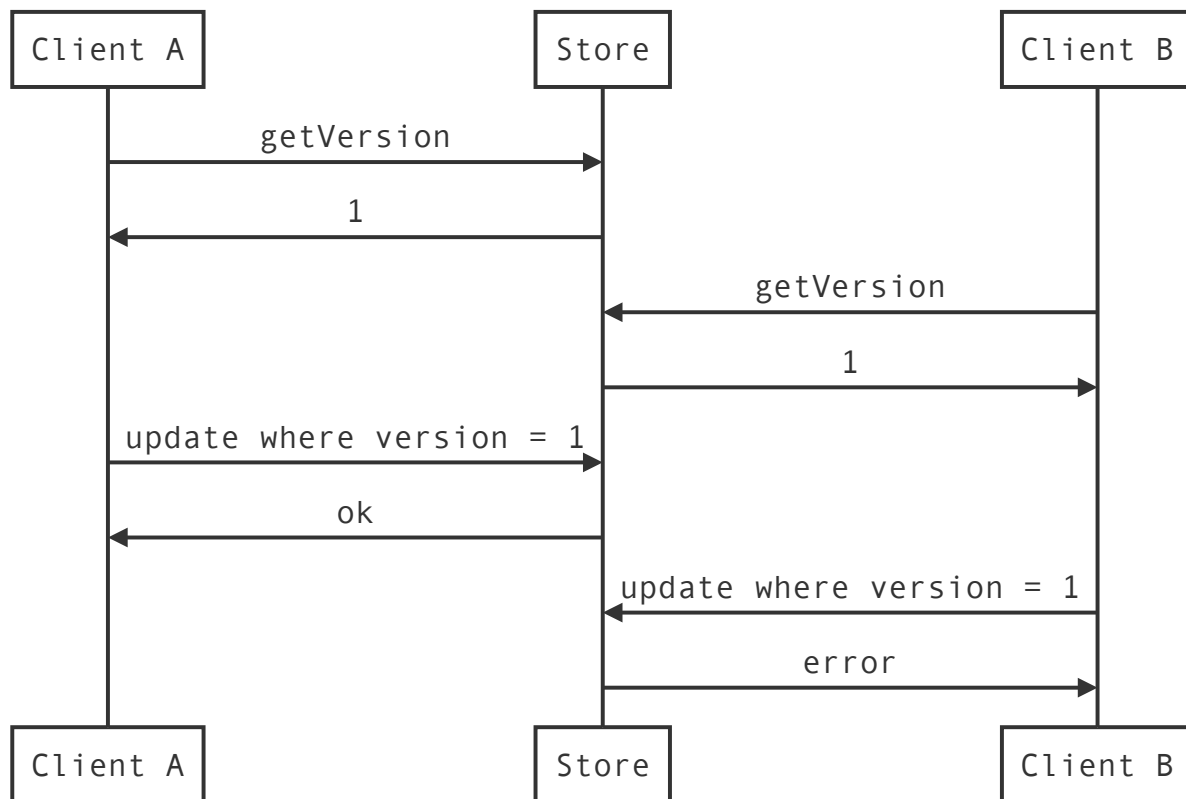 Client A
Store
Client B
getVersion
1
getVersion
1
update where version = 1
ok
update where version = 1
error
Client A
Store
Client B